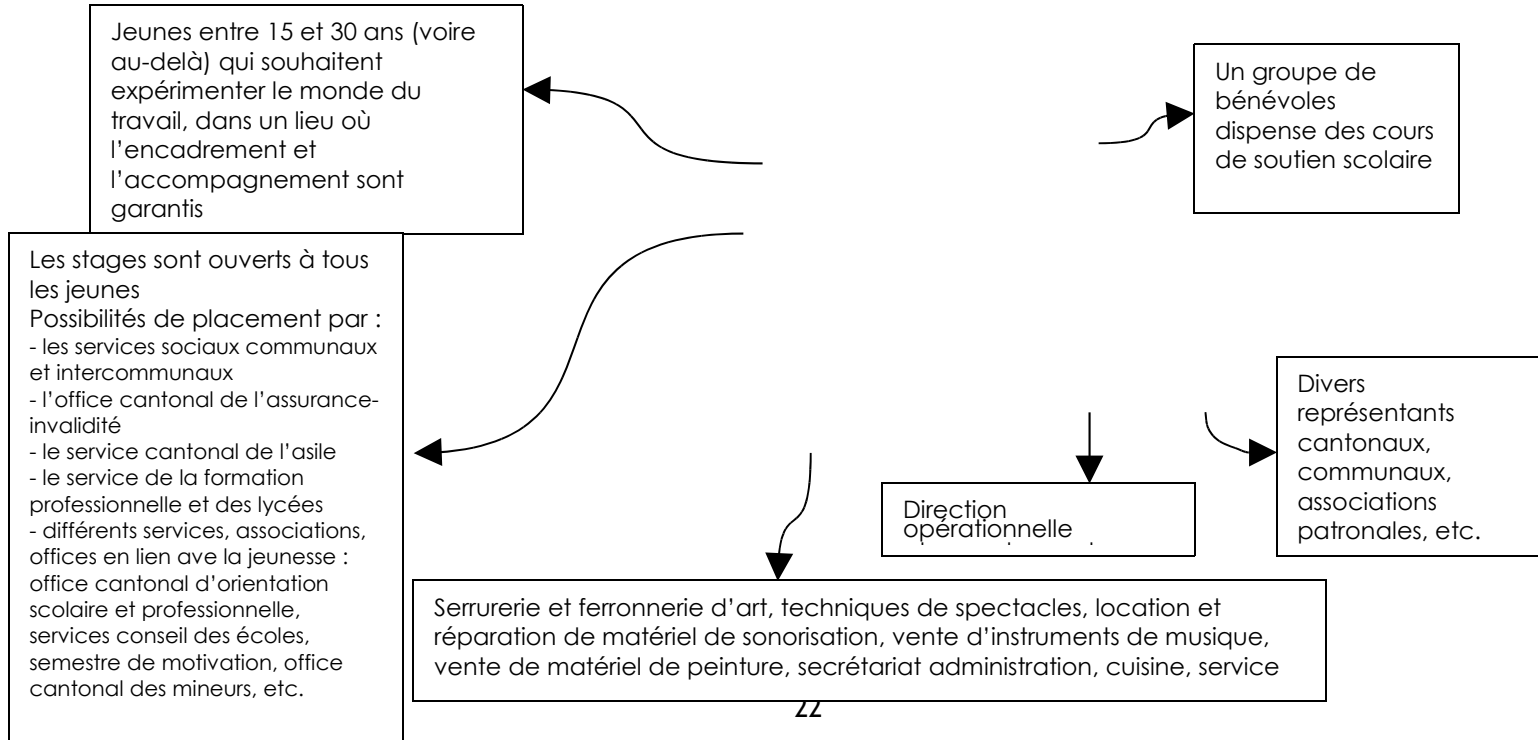 Jeunes entre 15 et 30 ans (voire
au-delà) qui souhaitent
expérimenter le monde du
travail, dans un lieu où
l’encadrement et
l’accompagnement sont
garantis
Un groupe de
bénévoles
dispense des cours
de soutien scolaire
Les stages sont ouverts à tous
les jeunes
Possibilités de placement par :
- les services sociaux communaux
et intercommunaux
- l’office cantonal de l’assurance-
invalidité
- le service cantonal de l’asile
- le service de la formation
professionnelle et des lycées
- différents services, associations,
offices en lien ave la jeunesse :
office cantonal d’orientation
scolaire et professionnelle,
services conseil des écoles,
semestre de motivation, office
cantonal des mineurs, etc.
Divers
représentants
cantonaux,
communaux,
associations
patronales, etc.
Direction
opérationnelle
Serrurerie et ferronnerie d’art, techniques de spectacles, location et
réparation de matériel de sonorisation, vente d’instruments de musique,
vente de matériel de peinture, secrétariat administration, cuisine, service
22